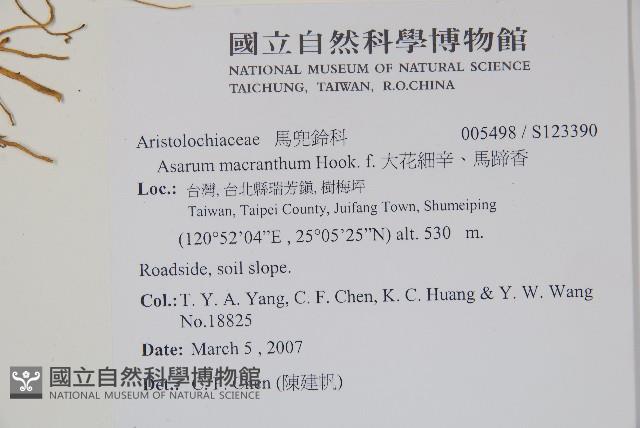 國立自然科學博物館
NATIONAL MUSEUM OF NATURAL SCIENCE
TAICHUNG, TAIWAN, R.O.CHINA
Aristolochiaceae 馬兜鈴科 005498 / S123390
Asarum macranthum Hook. f. 大花細辛、馬蹄香
Loc.: 台灣, 台北縣瑞芳鎮, 樹梅坪
Taiwan, Taipei County, Juifang Town, Shumeiping
(120°52’04”E , 25°05’25”N) alt. 530 m.
Roadside, soil slope.
Col.: T. Y. A. Yang, C. F. Chen, K. C. Huang & Y. W. Wang
No.18825
Date: March 5 , 2007
Det.: C. F. Chen (陳建帆)
國立自然科學博物館
NATIONAL MUSEUM OF NATURAL SCIENCE